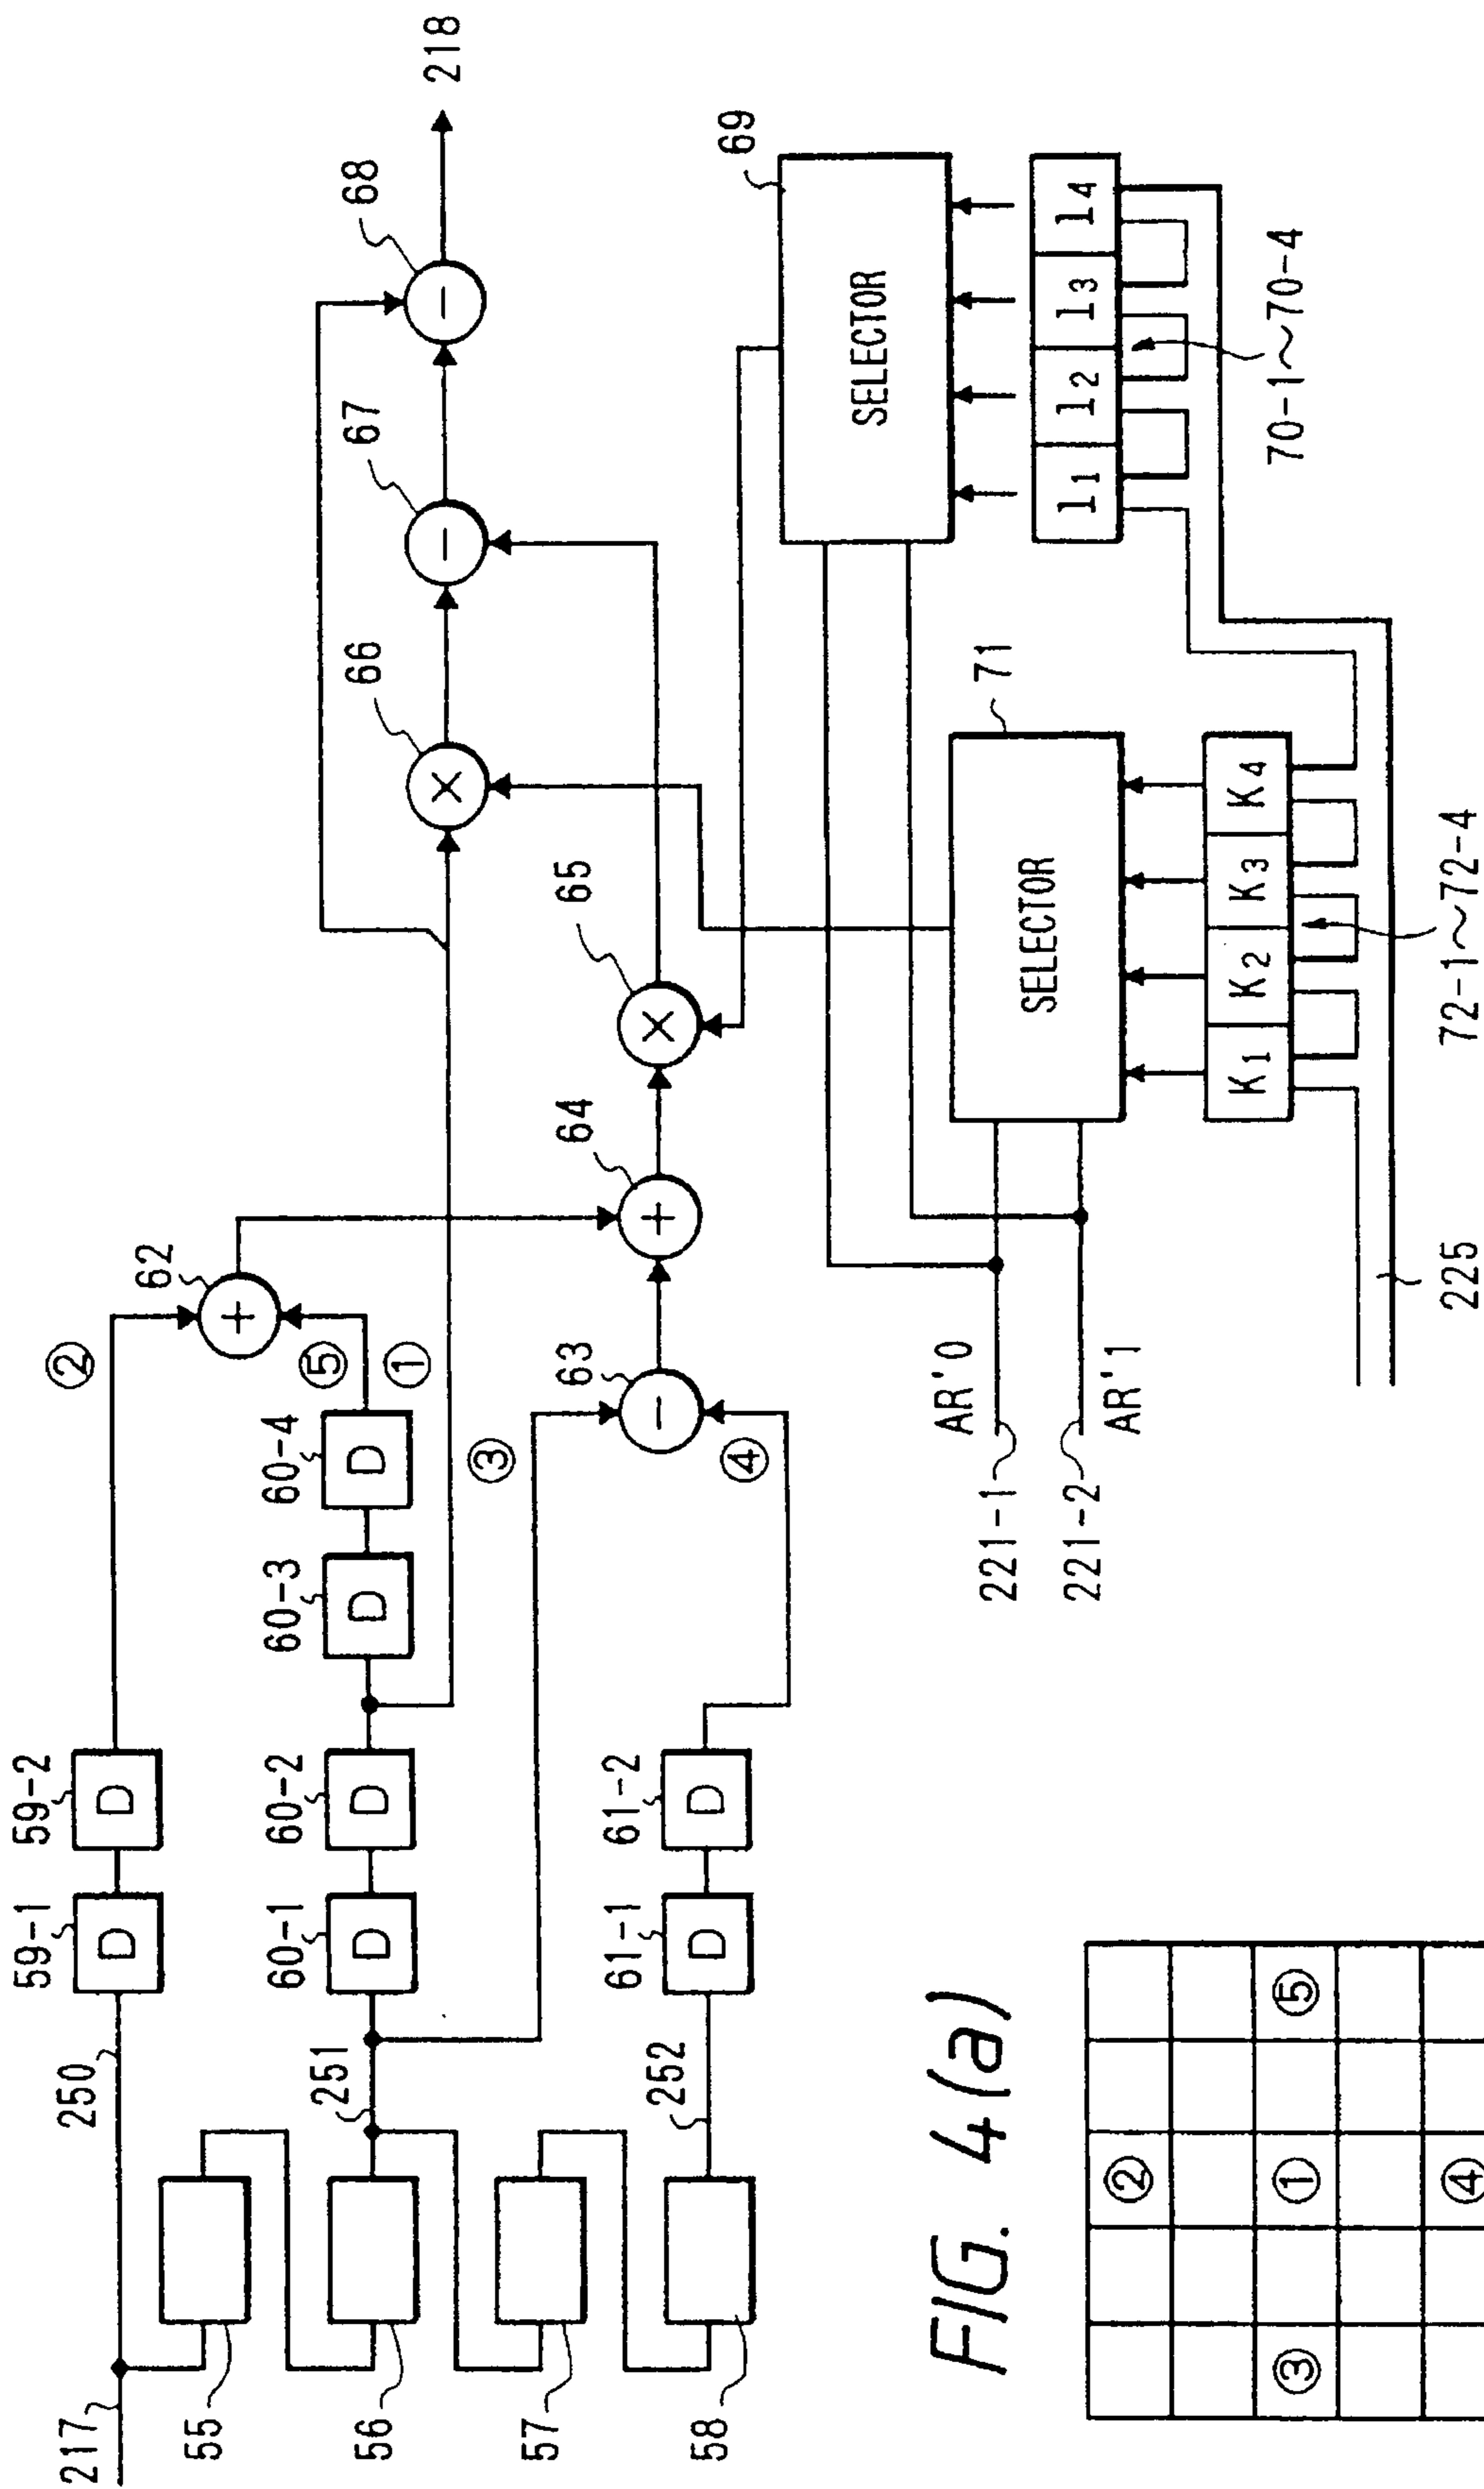 217
250
59-1
59-2
②
62
+
D
D
55
56
251
60-1
60-2
60-3
60-4
⑤
①
D
D
D
D
③
57
58
252
61-1
61-2
D
D
④
63
−
64
+
65
×
66
×
67
−
68
−
218
69
SELECTOR
l1
l2
l3
l4
70-1~70-4
71
SELECTOR
K1
K2
K3
K4
72-1~72-4
221-1
AR'0
221-2
AR'1
225
FIG. 4(a)
②
③
①
⑤
④